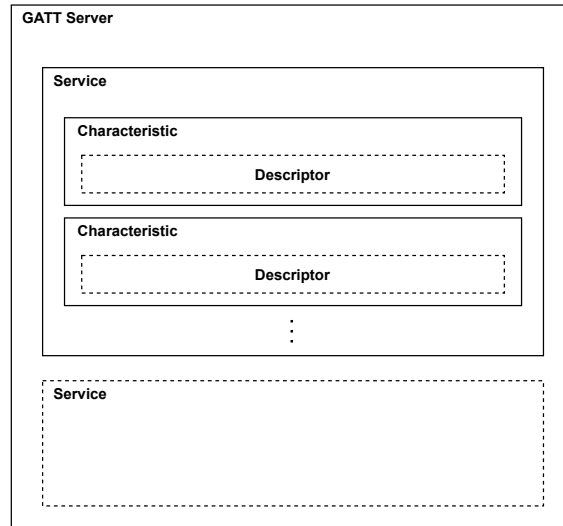 GATT Server
Service
Characteristic
Descriptor
Characteristic
Descriptor
Service